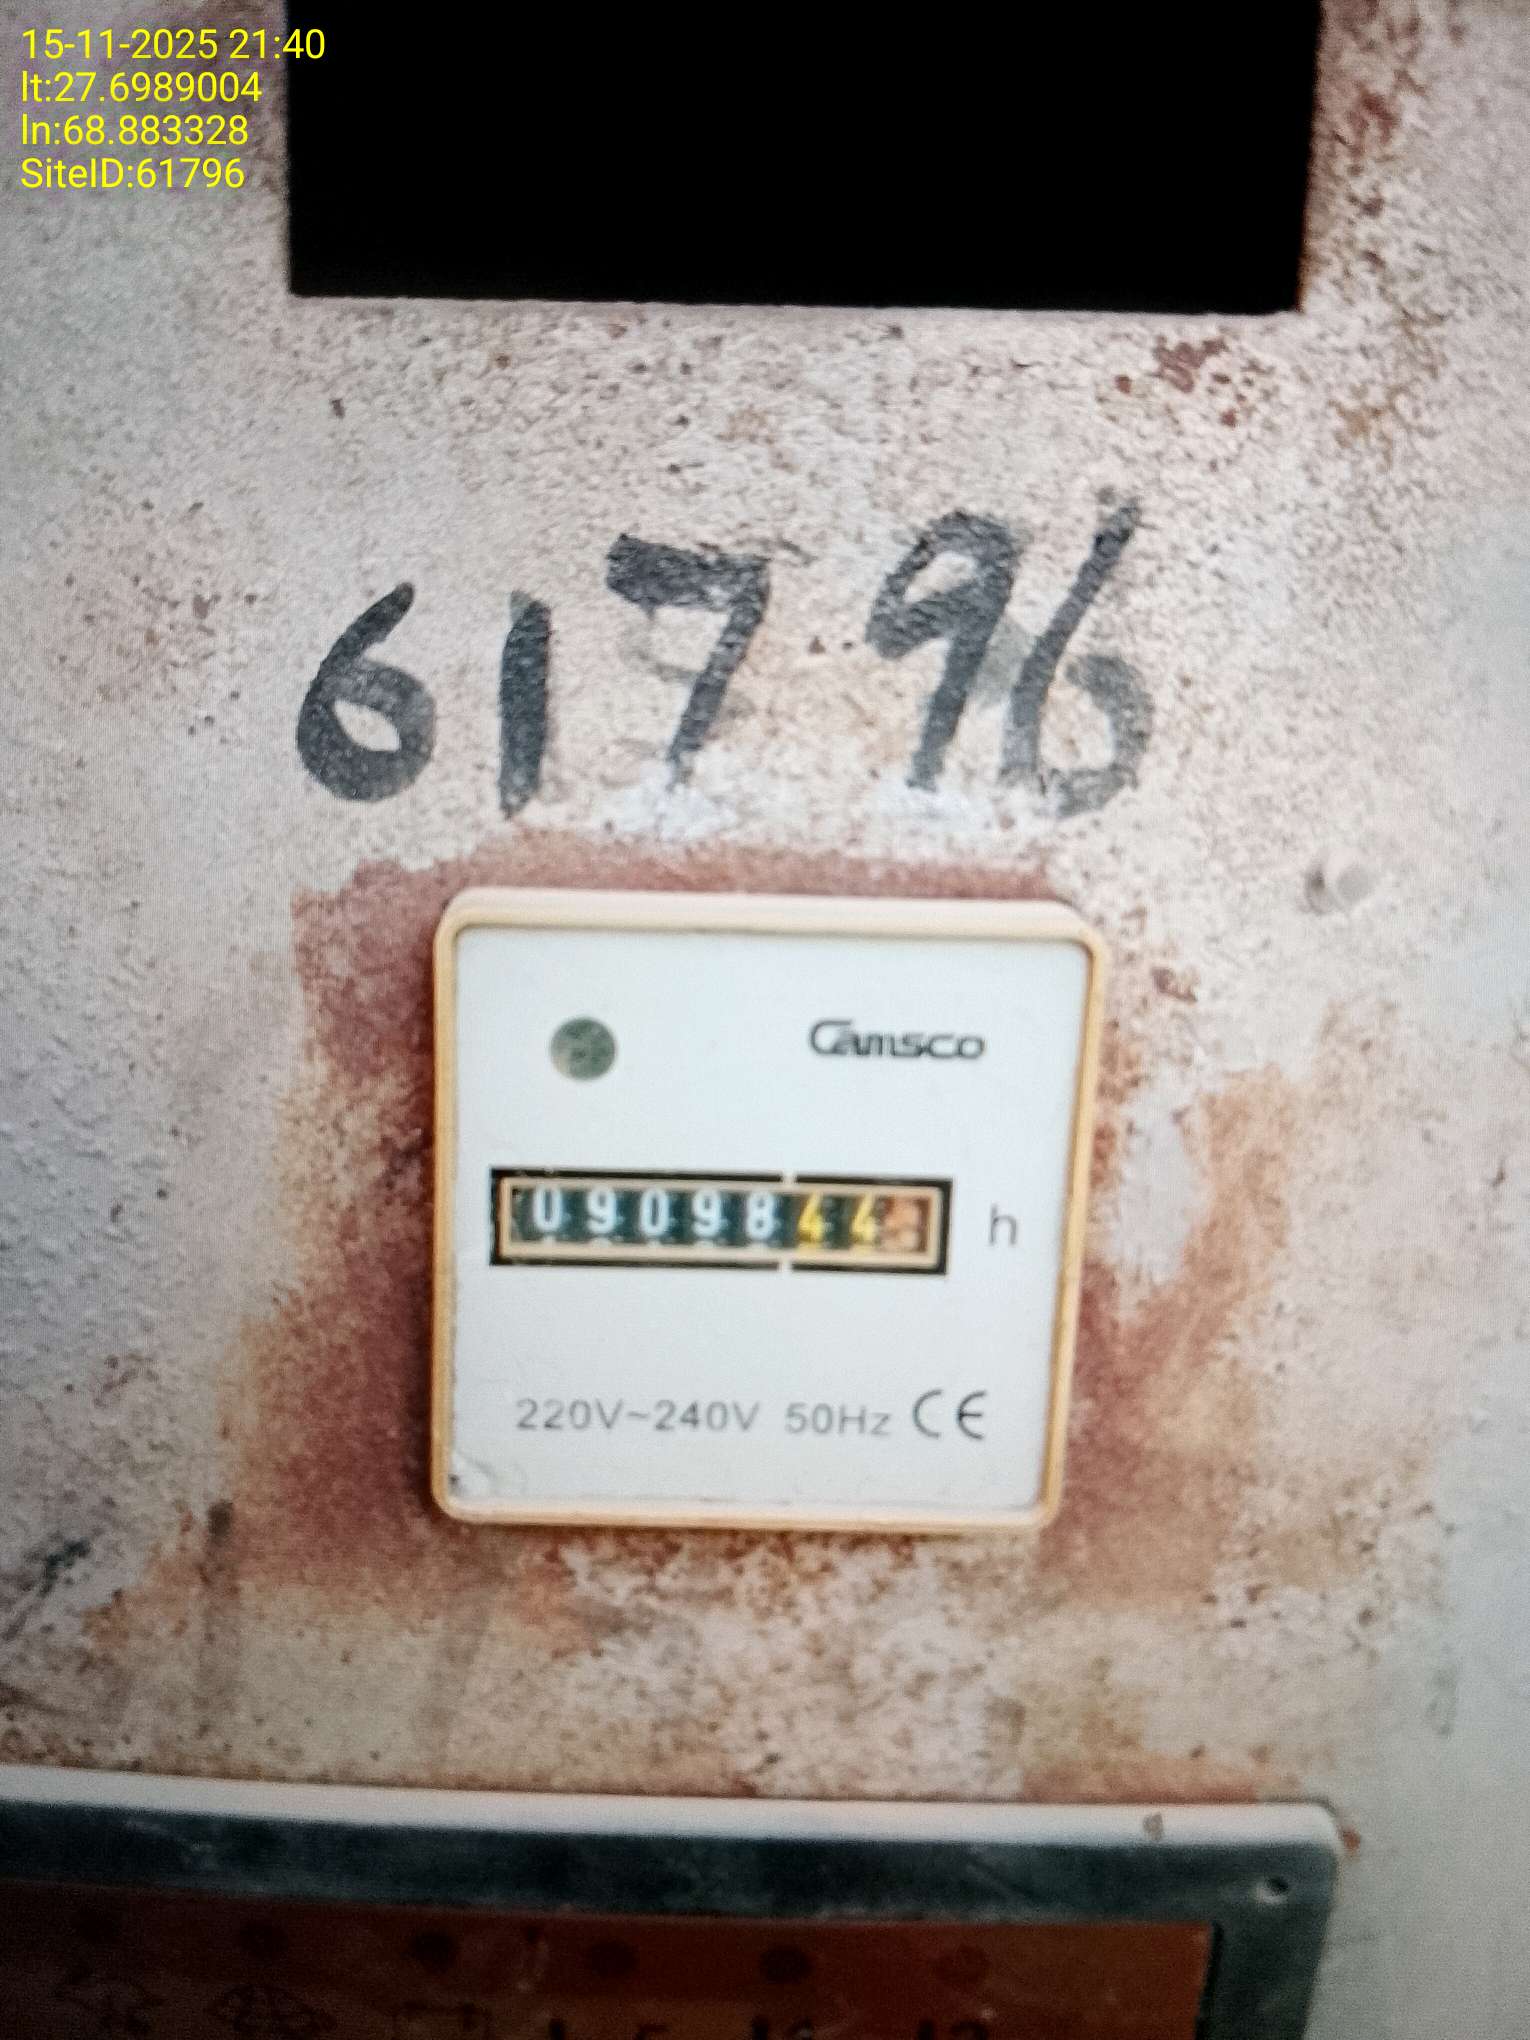 15-11-2025 21:40
lt:27.6989004
ln:68.883328
SiteID:61796
61796
Camsco
0909844 h
220V~240V 50Hz CE